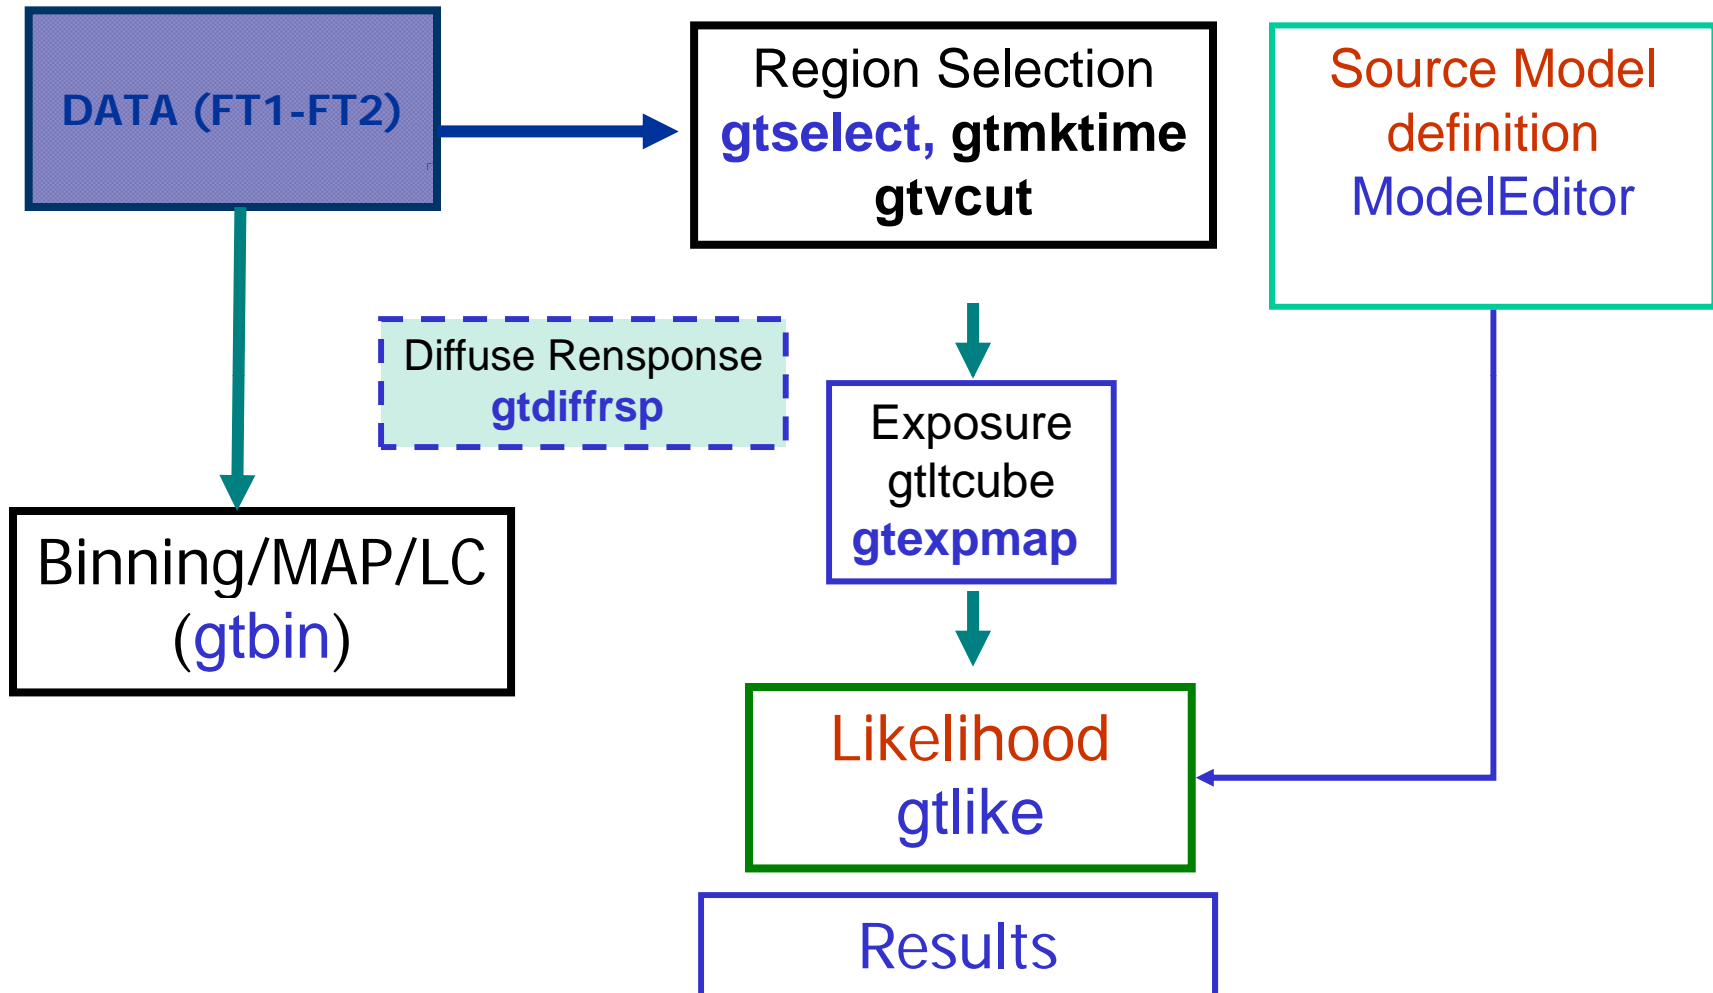 DATA (FT1-FT2)
Region Selection
gtselect, gtmktime
gtvcut
Source Model
definition
ModelEditor
Diffuse Rensponse
gtdiffrsp
Exposure
gtltcube
gtexpmap
Binning/MAP/LC
(gtbin)
Likelihood
gtlike
Results